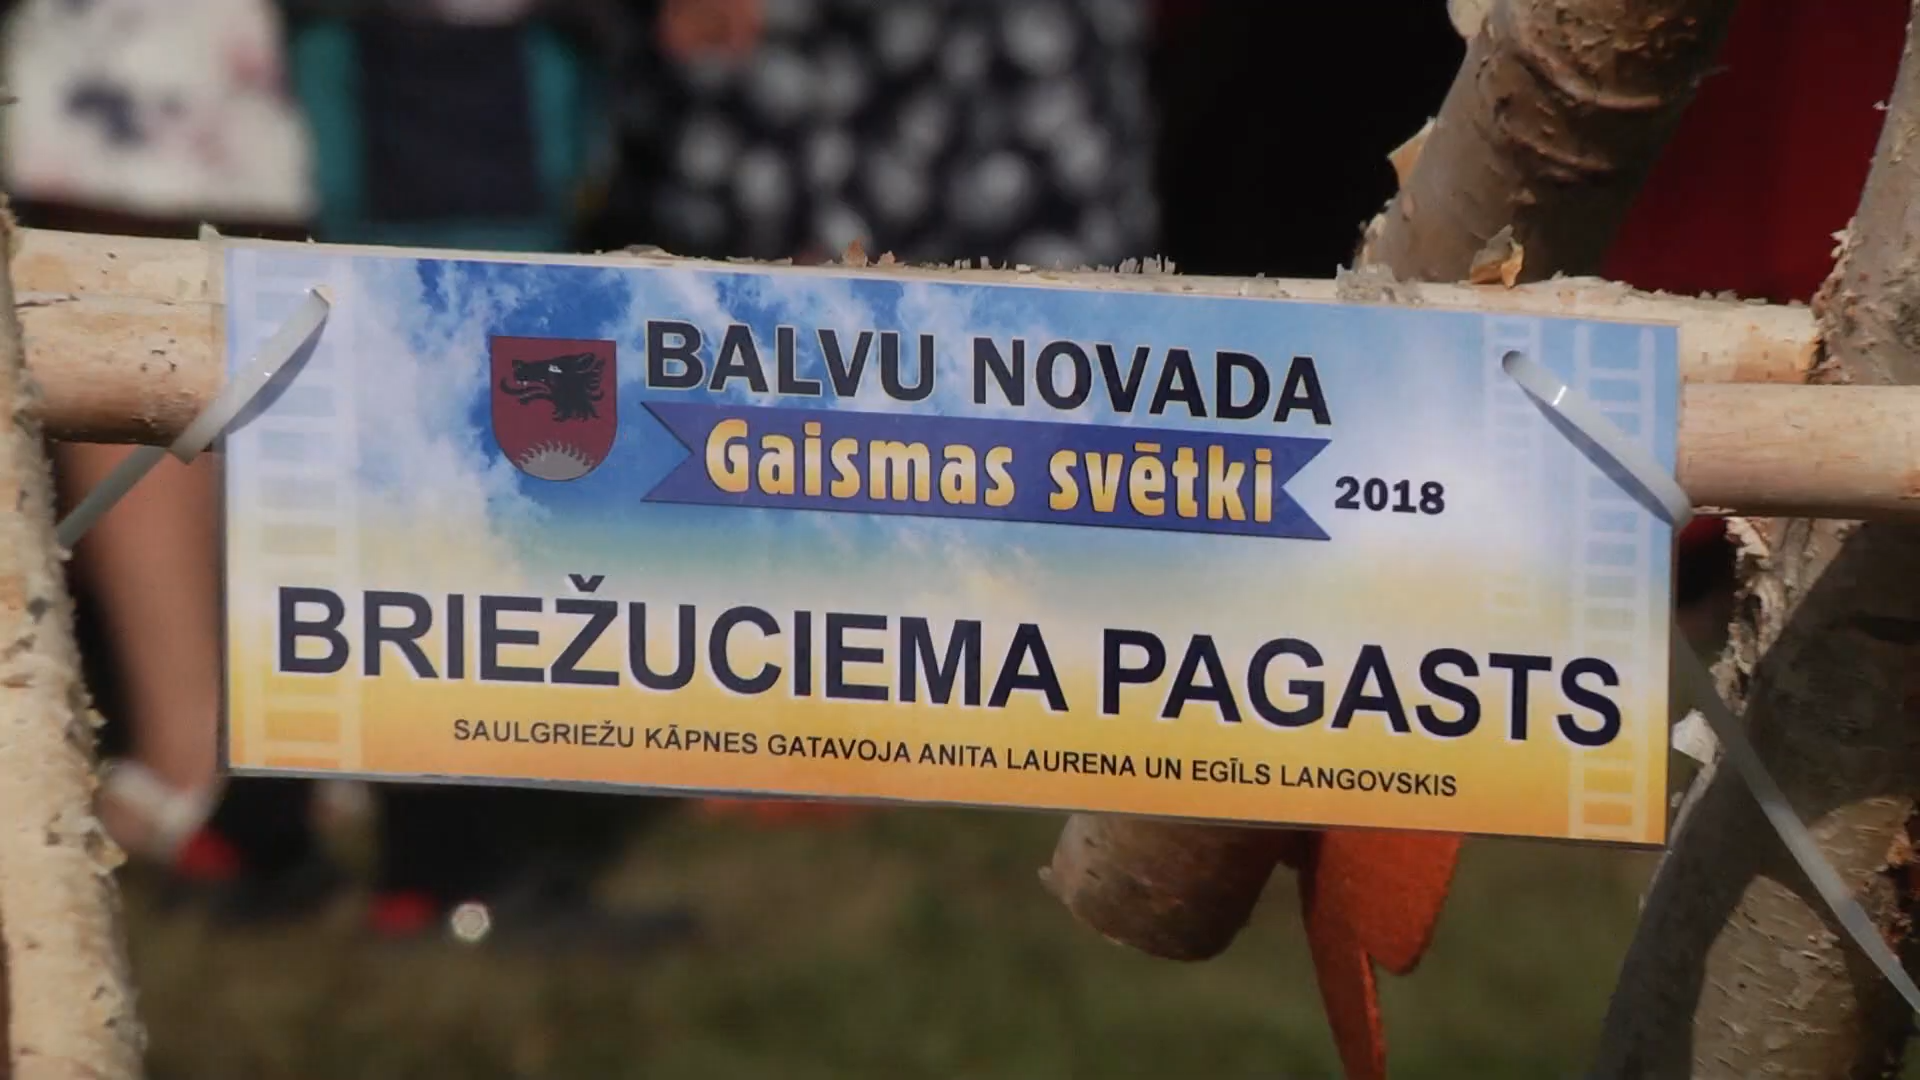 BALVU NOVADA
Gaismas svētki
2018
BRIEŽUCIEMA PAGASTS
SAULGRIEŽU KĀPNES GATAVOJA ANITA LAURENA UN EGĪLS LANGOVSKIS